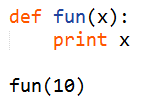 def fun(x):
    print x

fun(10)